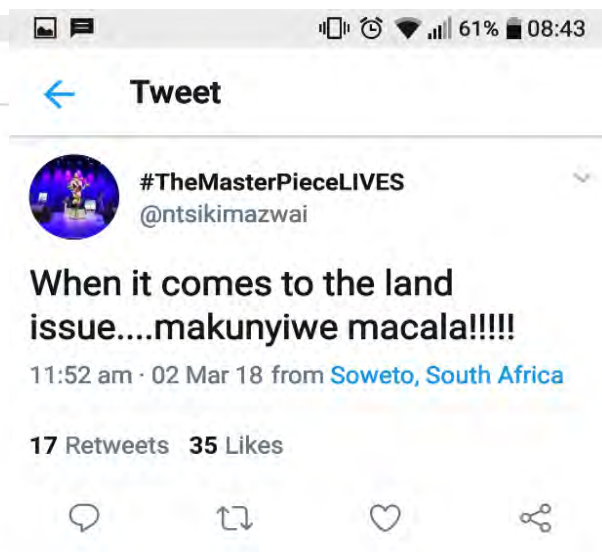 61% 08:43
Tweet
#TheMasterPieceLIVES
@ntsikimazwai
When it comes to the land
issue....makunyiwe macala!!!!!
11:52 am · 02 Mar 18 from Soweto, South Africa
17 Retweets 35 Likes